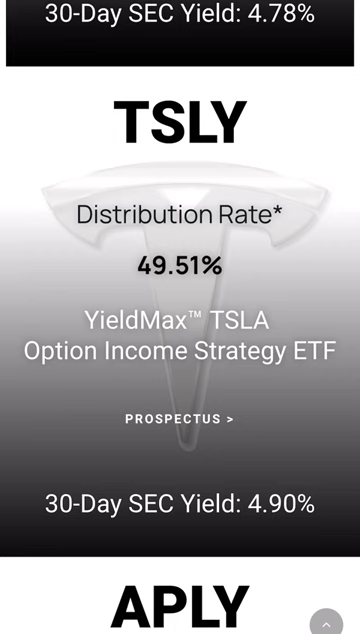 30-Day SEC Yield: 4.78%
TSLY
Distribution Rate*
49.51%
YieldMax™ TSLA
Option Income Strategy ETF
PROSPECTUS >
30-Day SEC Yield: 4.90%
APLY